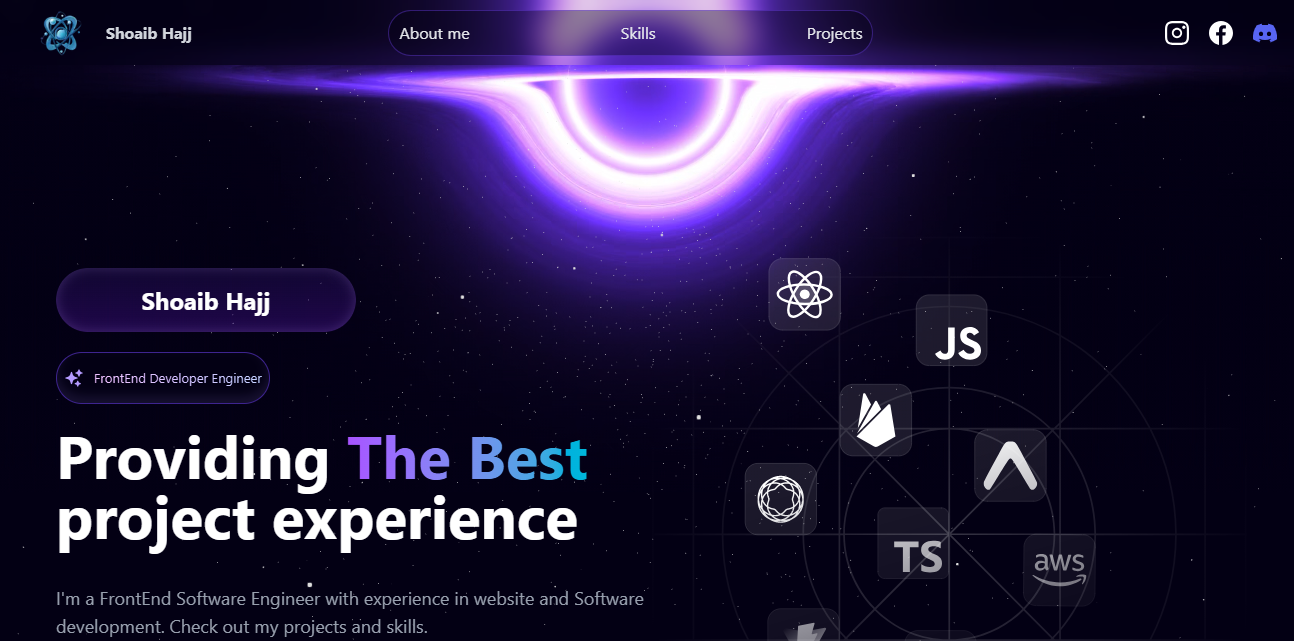 Shoaib Hajj
About me
Skills
Projects
Shoaib Hajj
FrontEnd Developer Engineer
Providing The Best
project experience
I'm a FrontEnd Software Engineer with experience in website and Software
development. Check out my projects and skills.
JS
TS
aws